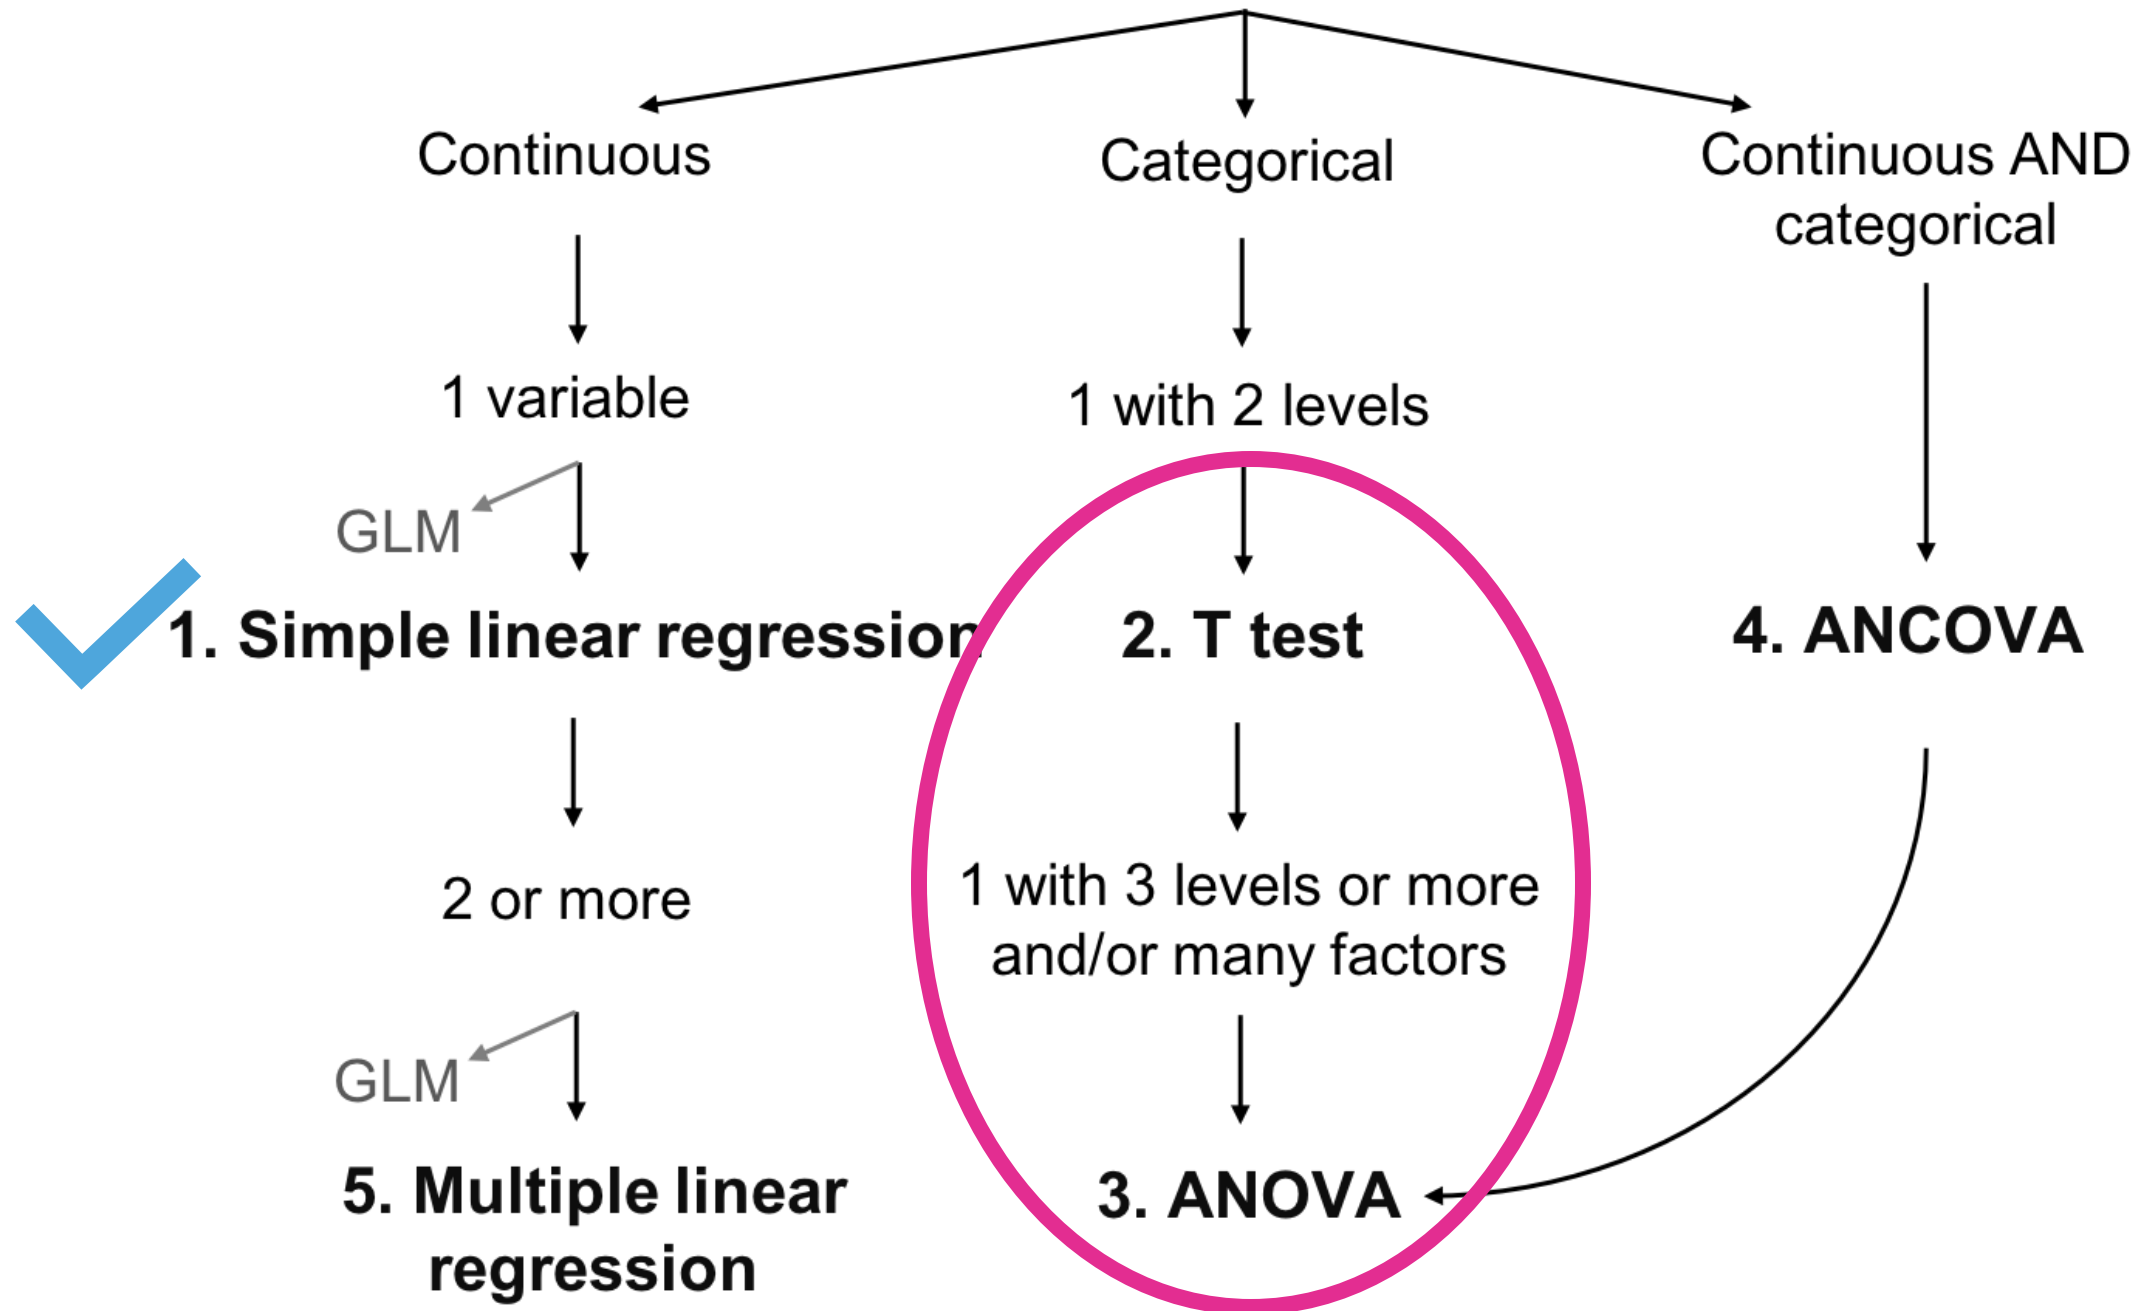 Continuous
Categorical
Continuous AND
categorical
1 variable
1 with 2 levels
GLM
1. Simple linear regression
2. T test
4. ANCOVA
2 or more
1 with 3 levels or more
and/or many factors
GLM
5. Multiple linear
regression
3. ANOVA